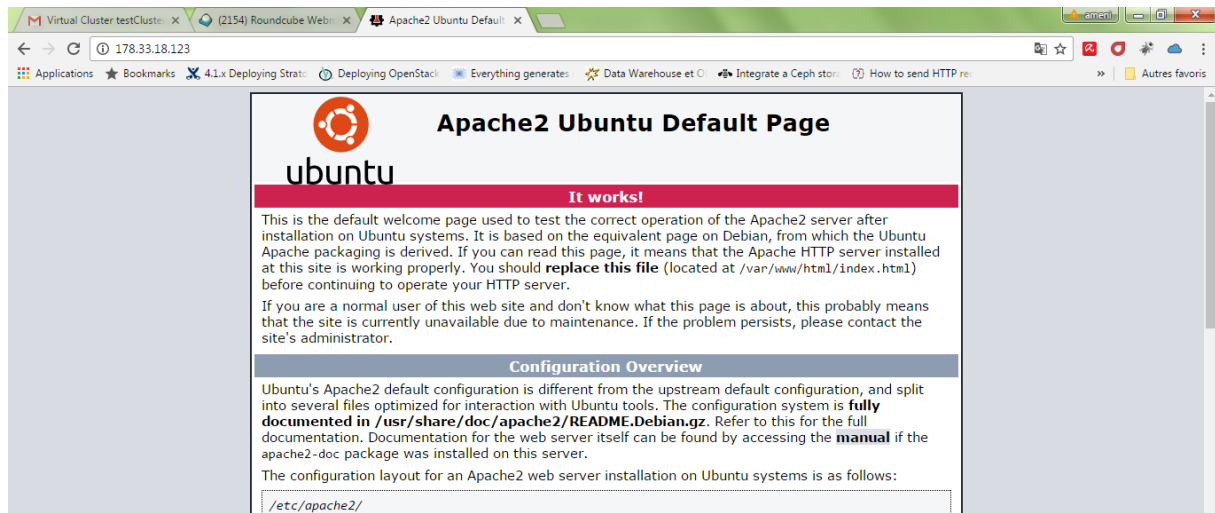 Virtual Cluster testCluster
(2154) Roundcube Webm
Apache2 Ubuntu Default
ameni
178.33.18.123
Applications
Bookmarks
4.1.x Deploying Strato
Deploying OpenStack
Everything generates
Data Warehouse et O
Integrate a Ceph stora
How to send HTTP re
»
Autres favoris
ubuntu
Apache2 Ubuntu Default Page
It works!
This is the default welcome page used to test the correct operation of the Apache2 server after
installation on Ubuntu systems. It is based on the equivalent page on Debian, from which the Ubuntu
Apache packaging is derived. If you can read this page, it means that the Apache HTTP server installed
at this site is working properly. You should replace this file (located at /var/www/html/index.html)
before continuing to operate your HTTP server.
If you are a normal user of this web site and don't know what this page is about, this probably means
that the site is currently unavailable due to maintenance. If the problem persists, please contact the
site's administrator.
Configuration Overview
Ubuntu's Apache2 default configuration is different from the upstream default configuration, and split
into several files optimized for interaction with Ubuntu tools. The configuration system is fully
documented in /usr/share/doc/apache2/README.Debian.gz. Refer to this for the full
documentation. Documentation for the web server itself can be found by accessing the manual if the
apache2-doc package was installed on this server.
The configuration layout for an Apache2 web server installation on Ubuntu systems is as follows:
/etc/apache2/